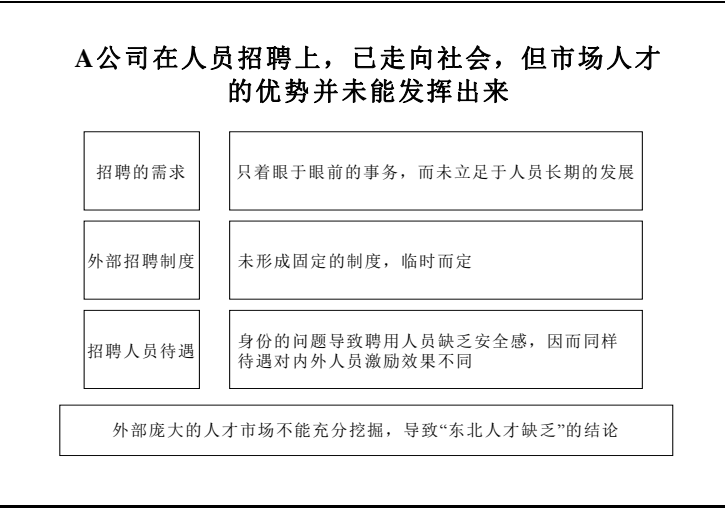 A公司在人员招聘上，已走向社会，但市场人才
的优势并未能发挥出来
招聘的需求
只着眼于眼前的事务，而未立足于人员长期的发展
外部招聘制度
未形成固定的制度，临时而定
招聘人员待遇
身份的问题导致聘用人员缺乏安全感，因而同样
待遇对内外人员激励效果不同
外部庞大的人才市场不能充分挖掘，导致“东北人才缺乏”的结论